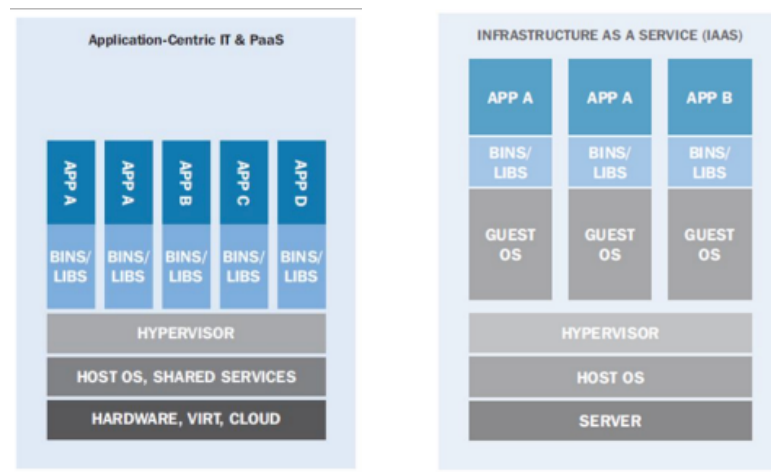 Application-Centric IT & PaaS
APP A
APP A
APP B
APP C
APP D
BINS/
LIBS
BINS/
LIBS
BINS/
LIBS
BINS/
LIBS
BINS/
LIBS
HYPERVISOR
HOST OS, SHARED SERVICES
HARDWARE, VIRT, CLOUD
INFRASTRUCTURE AS A SERVICE (IAAS)
APP A
APP A
APP B
BINS/
LIBS
BINS/
LIBS
BINS/
LIBS
GUEST
OS
GUEST
OS
GUEST
OS
HYPERVISOR
HOST OS
SERVER